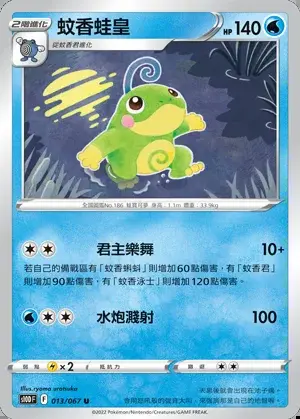 2階進化 蚊香蛙皇 HP 140
從蚊香君進化
全國圖鑑No.186 蛙寶可夢 身高：1.1m 體重：33.9kg
君主樂舞 10+
若自己的備戰區有「蚊香蝌蚪」則增加60點傷害，有「蚊香君」
則增加90點傷害，有「蚊香泳士」則增加120點傷害。
水炮濺射 100
弱點 ×2 抵抗力 撤退
Illus.ryoma uratsuka
S10D F F 013/067 U
©2022 Pokémon/Nintendo/Creatures/GAME FREAK.